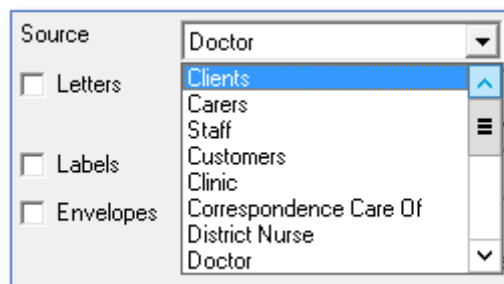 Source
Doctor
Letters
Labels
Envelopes
Clients
Carers
Staff
Customers
Clinic
Correspondence Care Of
District Nurse
Doctor